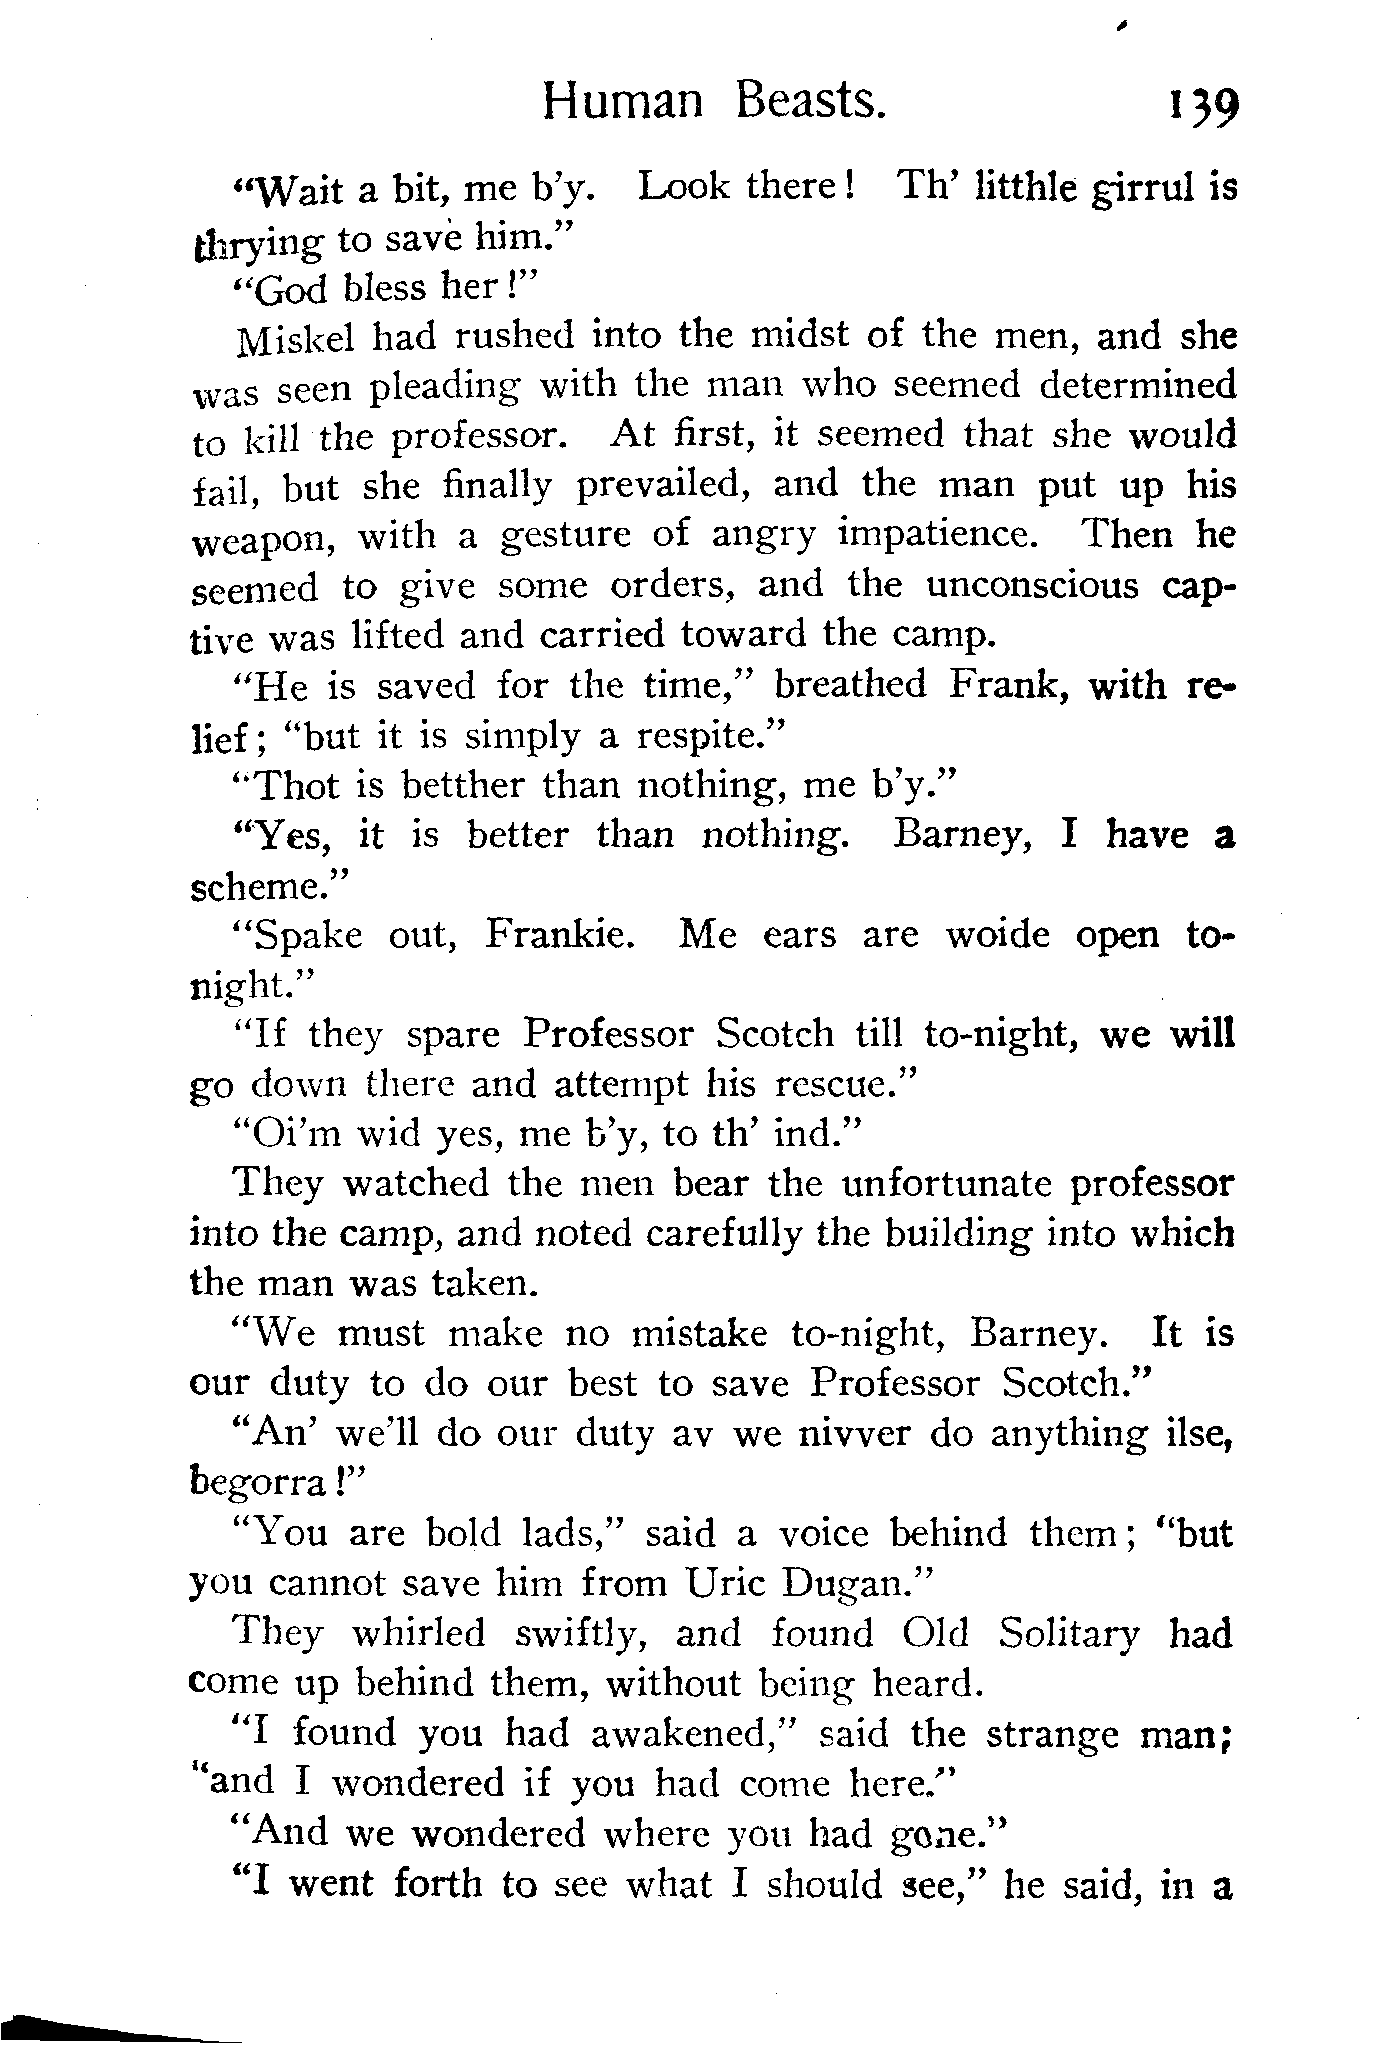 Human Beasts. 139
"Wait a bit, me b'y. Look there! Th' litthle girrul is
thrying to save him."
"God bless her!"
Miskel had rushed into the midst of the men, and she
was seen pleading with the man who seemed determined
to kill the professor. At first, it seemed that she would
fail, but she finally prevailed, and the man put up his
weapon, with a gesture of angry impatience. Then he
seemed to give some orders, and the unconscious cap-
tive was lifted and carried toward the camp.
"He is saved for the time," breathed Frank, with re-
lief; "but it is simply a respite."
"Thot is betther than nothing, me b'y."
"Yes, it is better than nothing. Barney, I have a
scheme."
"Spake out, Frankie. Me ears are woide open to-
night."
"If they spare Professor Scotch till to-night, we will
go down there and attempt his rescue."
"Oi'm wid yes, me b'y, to th' ind."
They watched the men bear the unfortunate professor
into the camp, and noted carefully the building into which
the man was taken.
"We must make no mistake to-night, Barney. It is
our duty to do our best to save Professor Scotch."
"An' we'll do our duty av we nivver do anything ilse,
begorra!"
"You are bold lads," said a voice behind them; "but
you cannot save him from Uric Dugan."
They whirled swiftly, and found Old Solitary had
come up behind them, without being heard.
"I found you had awakened," said the strange man;
"and I wondered if you had come here."
"And we wondered where you had gone."
"I went forth to see what I should see," he said, in a